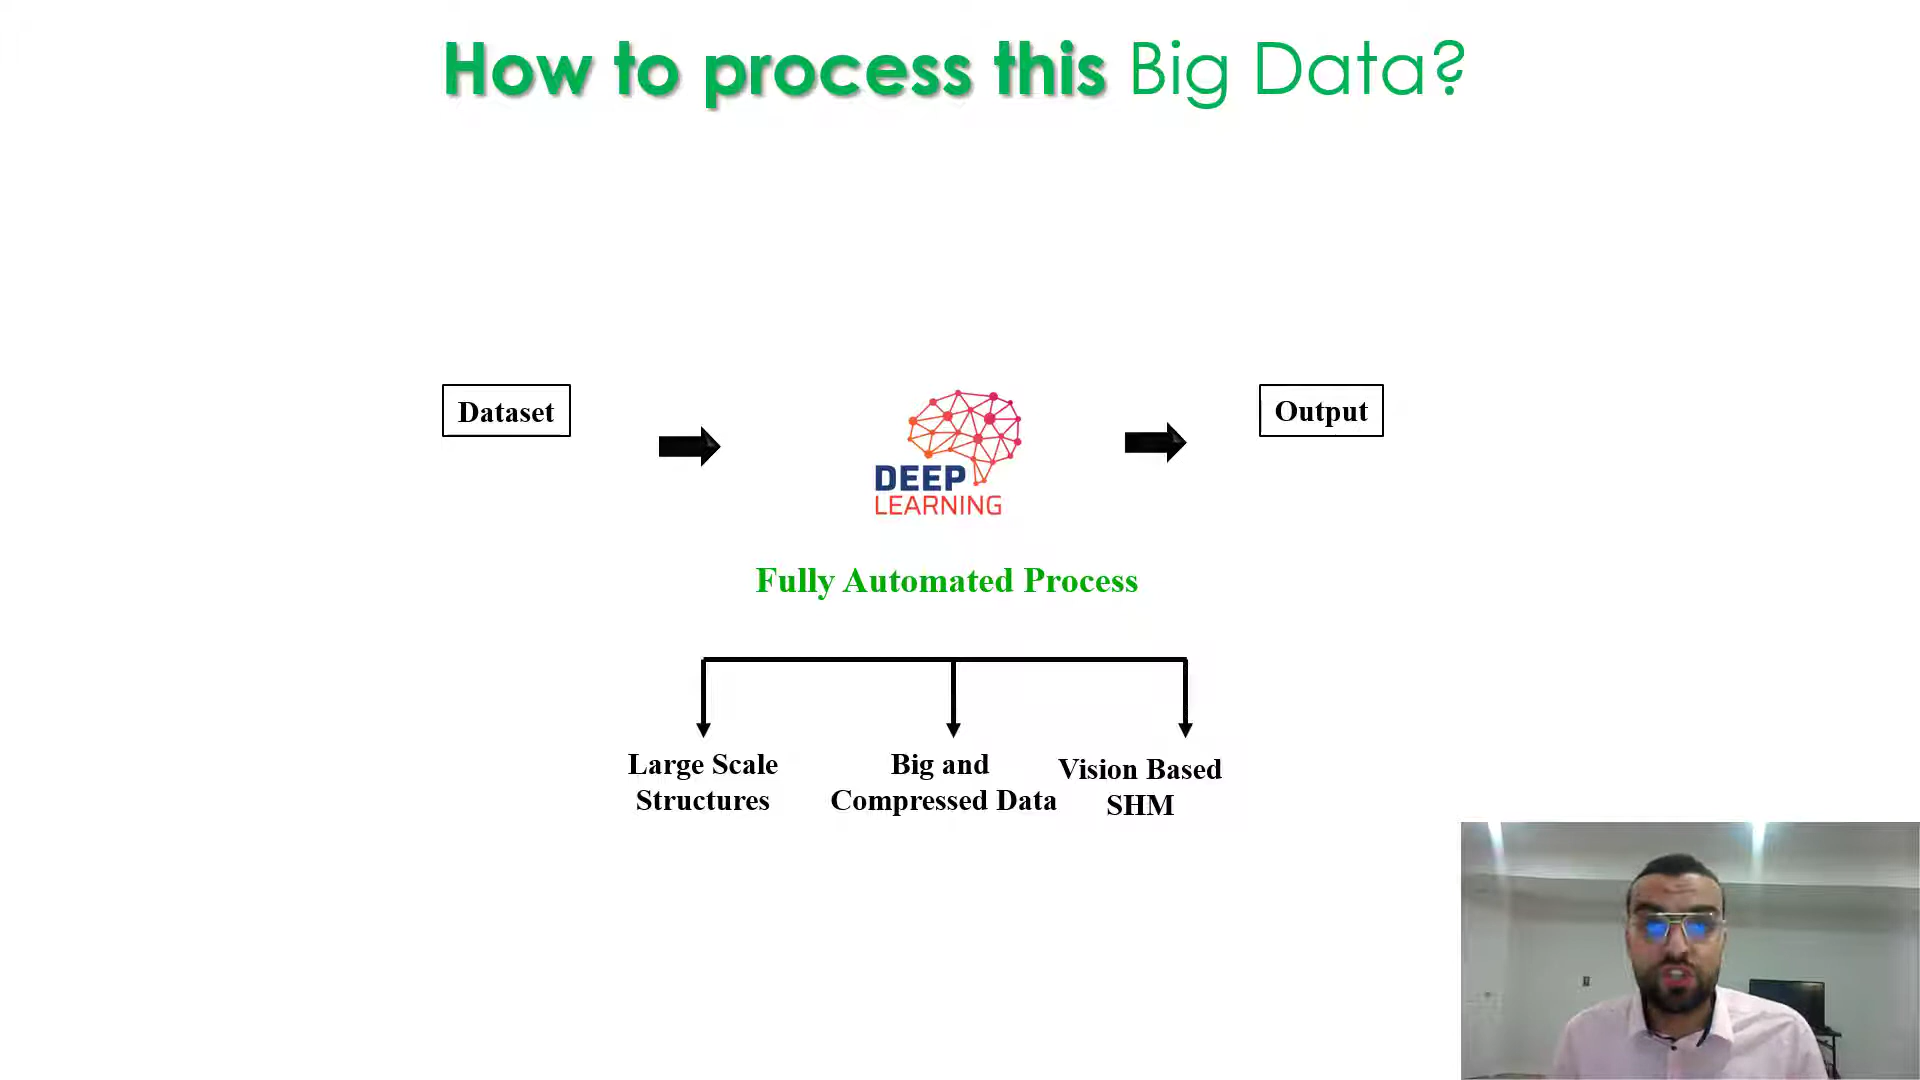 How to process this Big Data?
Dataset
Output
DEEP
LEARNING
Fully Automated Process
Large Scale
Structures
Big and
Compressed Data
Vision Based
SHM